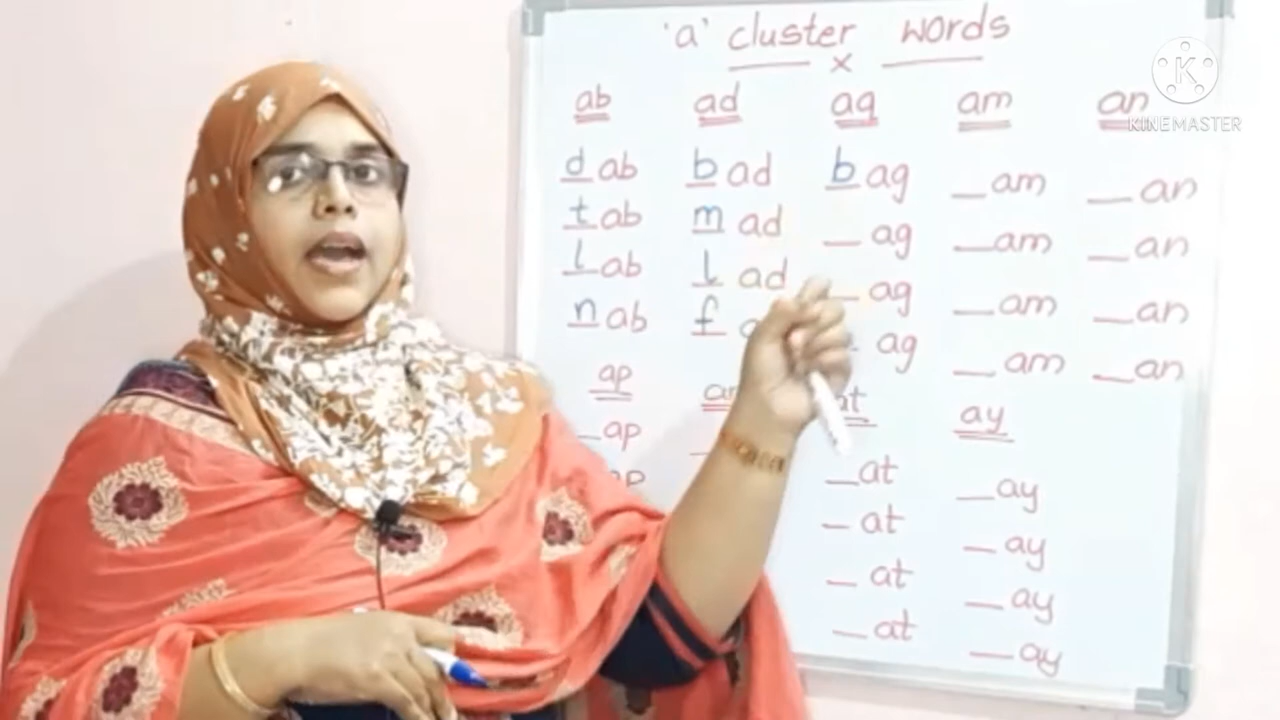 'a' cluster words
x
ab ad ag am an
dab bad bag _am _an
tab mad _ag _am _an
lab lad _ag _am _an
nab f ag _am _an
ap at ay
_ap _at _ay
_at _ay
_at _ay
_at _ay
K
KINEMASTER